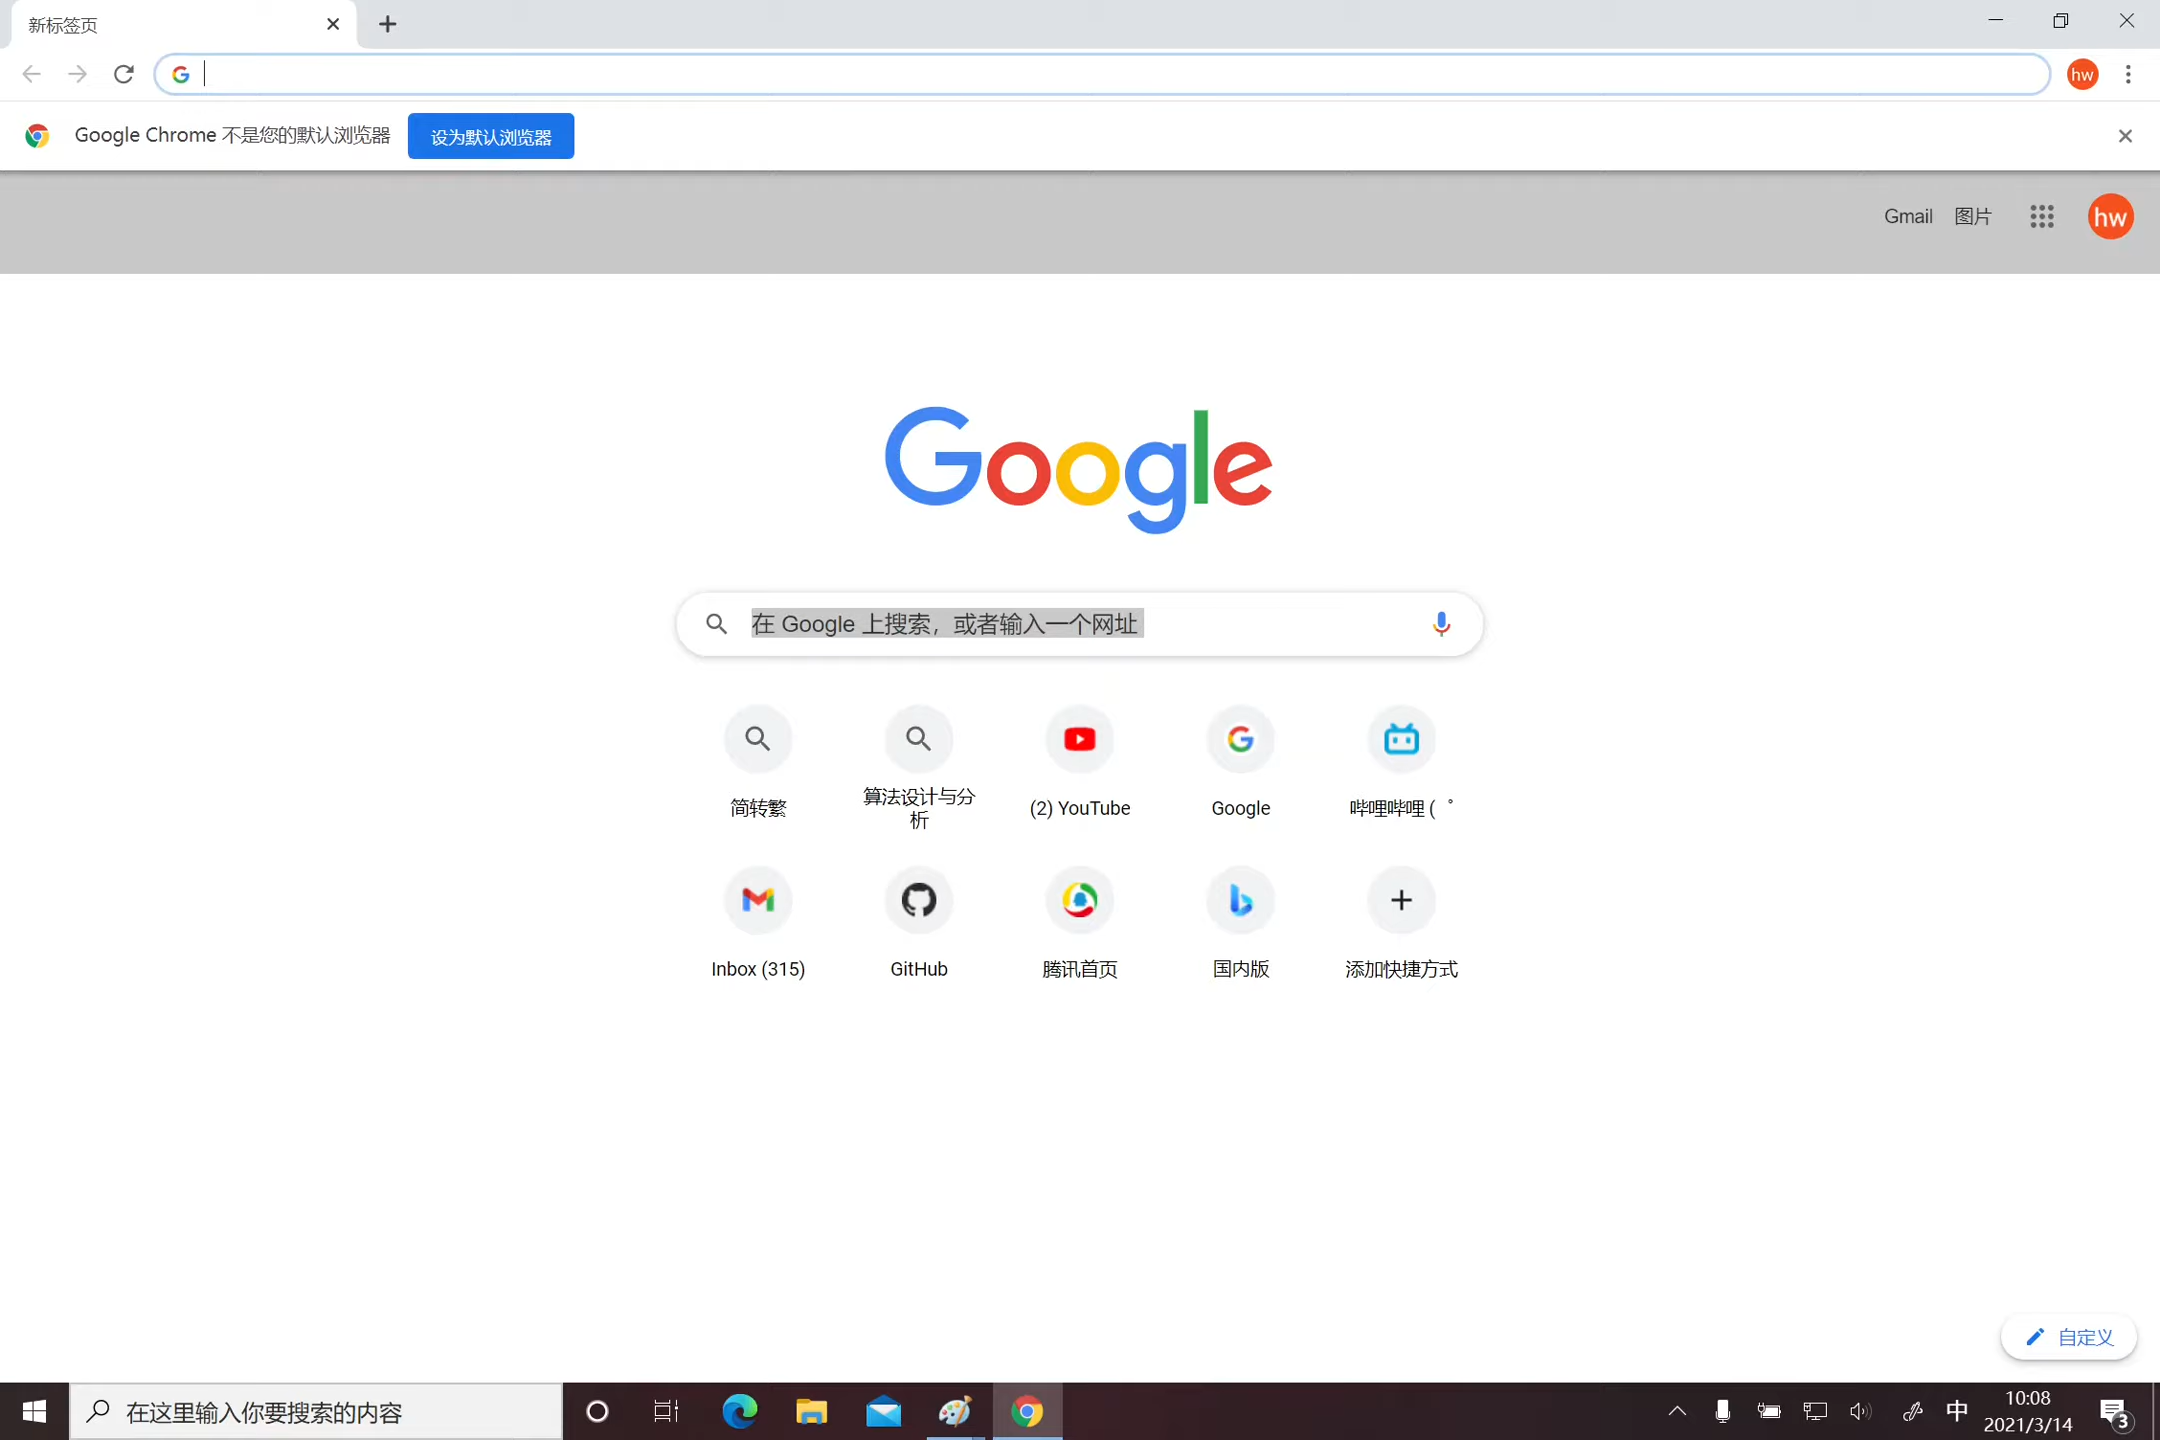 新标签页
hw
Google Chrome 不是您的默认浏览器
设为默认浏览器
Gmail 图片 hw
Google
在 Google 上搜索，或者输入一个网址
简转繁
算法设计与分
析
(2) YouTube
Google
哔哩哔哩 ( ゜
Inbox (315)
GitHub
腾讯首页
国内版
添加快捷方式
自定义
在这里输入你要搜索的内容
中
10:08
2021/3/14
3